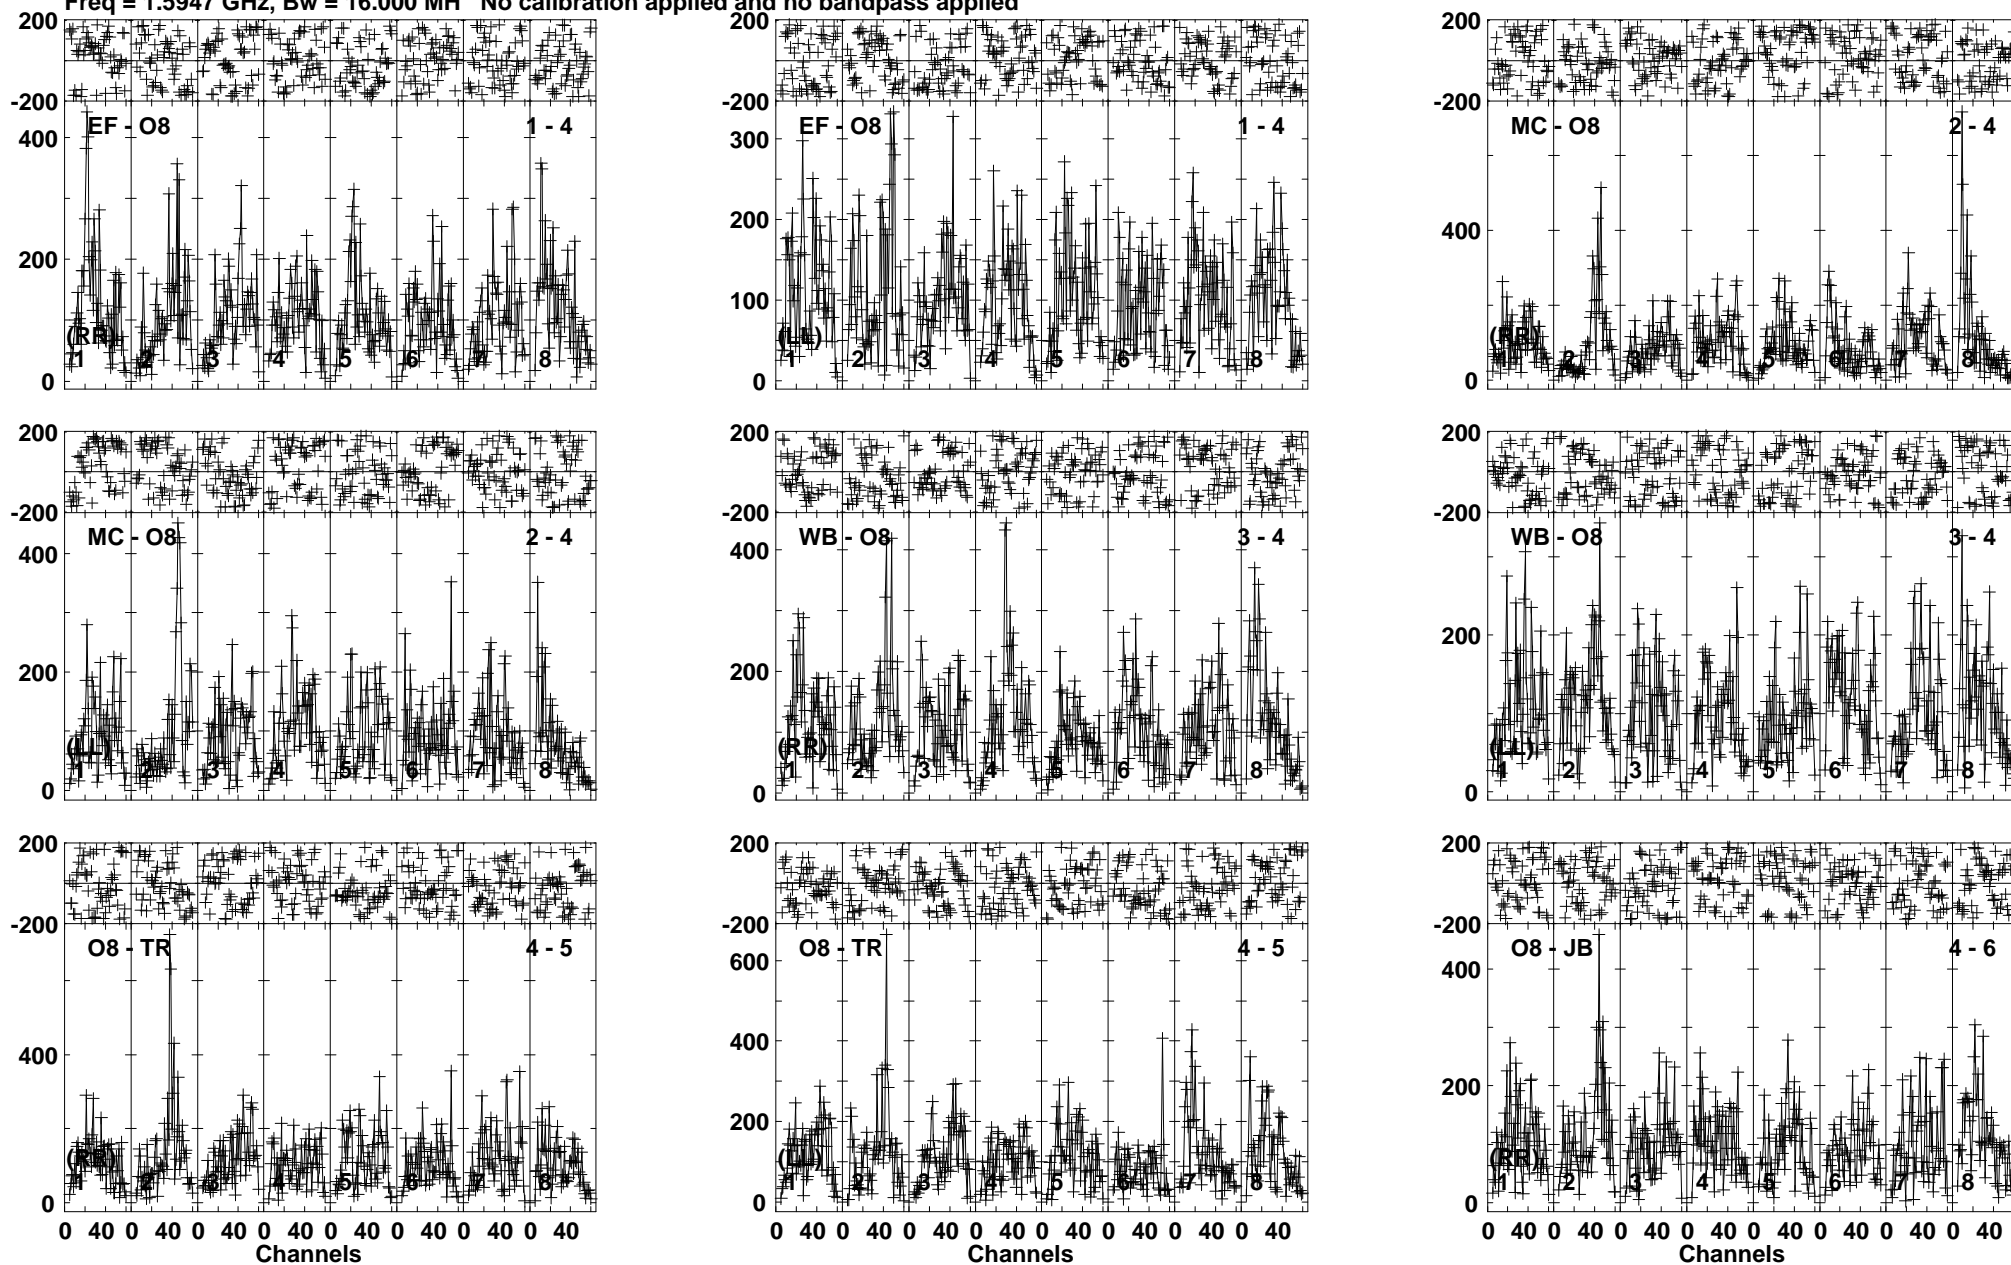 Freq = 1.5947 GHz, Bw = 16.000 MH No calibration applied and no bandpass applied
200 200 200
-200 -200 -200
EF - O8 1 - 4 EF - O8 1 - 4 MC - O8 2 - 4
400 300 400
200 200 200
100
(RR) (LL) (RR)
1 2 3 4 5 6 7 8 1 2 3 4 5 6 7 8 1 2 3 4 5 6 7 8
0 0 0
200 200 200
-200 -200 -200
MC - O8 2 - 4 WB - O8 3 - 4 WB - O8 3 - 4
400 400 200
200 200
(LL) (RR) (LL)
1 2 3 4 5 6 7 8 1 2 3 4 5 6 7 8 1 2 3 4 5 6 7 8
0 0 0
200 200 200
-200 -200 -200
O8 - TR 4 - 5 O8 - TR 4 - 5 O8 - JB 4 - 6
400 600 400
400 200
200
(RR) (LL) (RR)
1 2 3 4 5 6 7 8 1 2 3 4 5 6 7 8 1 2 3 4 5 6 7 8
0 0 0
0 40 0 40 0 40 0 40 0 40 0 40 0 40 0 40 0 40 0 40 0 40 0 40 0 40 0 40 0 40 0 40 0 40 0 40 0 40 0 40 0 40 0 40 0 40 0 40
Channels Channels Channels